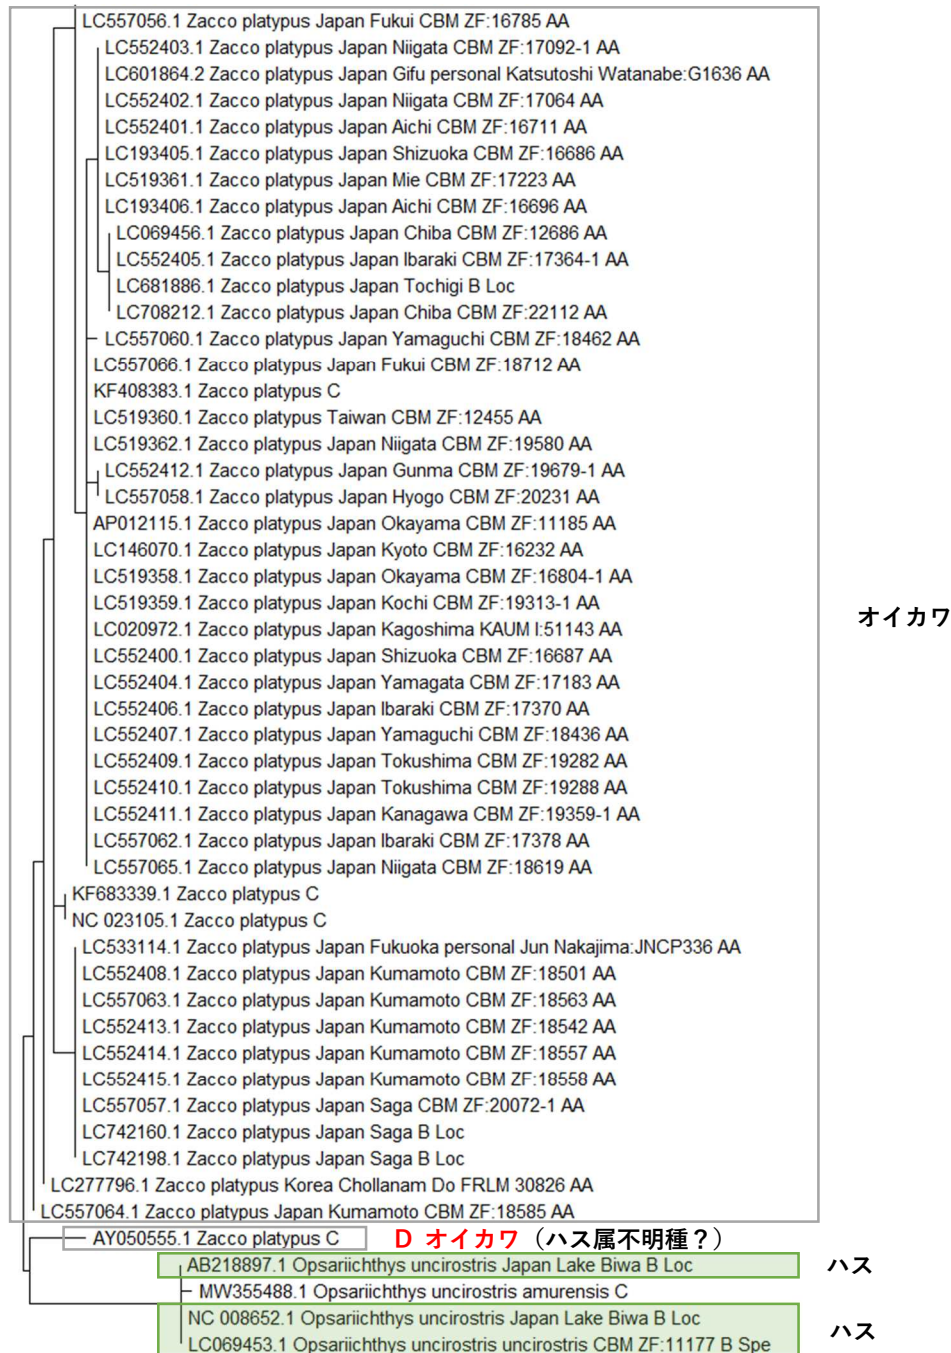 LC557056.1 Zacco platypus Japan Fukui CBM ZF:16785 AA
LC552403.1 Zacco platypus Japan Niigata CBM ZF:17092-1 AA
LC601864.2 Zacco platypus Japan Gifu personal Katsutoshi Watanabe:G1636 AA
LC552402.1 Zacco platypus Japan Niigata CBM ZF:17064 AA
LC552401.1 Zacco platypus Japan Aichi CBM ZF:16711 AA
LC193405.1 Zacco platypus Japan Shizuoka CBM ZF:16686 AA
LC519361.1 Zacco platypus Japan Mie CBM ZF:17223 AA
LC193406.1 Zacco platypus Japan Aichi CBM ZF:16696 AA
LC069456.1 Zacco platypus Japan Chiba CBM ZF:12686 AA
LC552405.1 Zacco platypus Japan Ibaraki CBM ZF:17364-1 AA
LC681886.1 Zacco platypus Japan Tochigi B Loc
LC708212.1 Zacco platypus Japan Chiba CBM ZF:22112 AA
LC557060.1 Zacco platypus Japan Yamaguchi CBM ZF:18462 AA
LC557066.1 Zacco platypus Japan Fukui CBM ZF:18712 AA
KF408383.1 Zacco platypus C
LC519360.1 Zacco platypus Taiwan CBM ZF:12455 AA
LC519362.1 Zacco platypus Japan Niigata CBM ZF:19580 AA
LC552412.1 Zacco platypus Japan Gunma CBM ZF:19679-1 AA
LC557058.1 Zacco platypus Japan Hyogo CBM ZF:20231 AA
AP012115.1 Zacco platypus Japan Okayama CBM ZF:11185 AA
LC146070.1 Zacco platypus Japan Kyoto CBM ZF:16232 AA
LC519358.1 Zacco platypus Japan Okayama CBM ZF:16804-1 AA
LC519359.1 Zacco platypus Japan Kochi CBM ZF:19313-1 AA
オイカワ
LC020972.1 Zacco platypus Japan Kagoshima KAUM I:51143 AA
LC552400.1 Zacco platypus Japan Shizuoka CBM ZF:16687 AA
LC552404.1 Zacco platypus Japan Yamagata CBM ZF:17183 AA
LC552406.1 Zacco platypus Japan Ibaraki CBM ZF:17370 AA
LC552407.1 Zacco platypus Japan Yamaguchi CBM ZF:18436 AA
LC552409.1 Zacco platypus Japan Tokushima CBM ZF:19282 AA
LC552410.1 Zacco platypus Japan Tokushima CBM ZF:19288 AA
LC552411.1 Zacco platypus Japan Kanagawa CBM ZF:19359-1 AA
LC557062.1 Zacco platypus Japan Ibaraki CBM ZF:17378 AA
LC557065.1 Zacco platypus Japan Niigata CBM ZF:18619 AA
KF683339.1 Zacco platypus C
NC 023105.1 Zacco platypus C
LC533114.1 Zacco platypus Japan Fukuoka personal Jun Nakajima:JNCP336 AA
LC552408.1 Zacco platypus Japan Kumamoto CBM ZF:18501 AA
LC557063.1 Zacco platypus Japan Kumamoto CBM ZF:18563 AA
LC552413.1 Zacco platypus Japan Kumamoto CBM ZF:18542 AA
LC552414.1 Zacco platypus Japan Kumamoto CBM ZF:18557 AA
LC552415.1 Zacco platypus Japan Kumamoto CBM ZF:18558 AA
LC557057.1 Zacco platypus Japan Saga CBM ZF:20072-1 AA
LC742160.1 Zacco platypus Japan Saga B Loc
LC742198.1 Zacco platypus Japan Saga B Loc
LC277796.1 Zacco platypus Korea Chollanam Do FRLM 30826 AA
LC557064.1 Zacco platypus Japan Kumamoto CBM ZF:18585 AA
AY050555.1 Zacco platypus C D オイカワ（ハス属不明種？）
AB218897.1 Opsariichthys uncirostris Japan Lake Biwa B Loc ハス
MW355488.1 Opsariichthys uncirostris amurensis C
NC 008652.1 Opsariichthys uncirostris Japan Lake Biwa B Loc
ハス
LC069453.1 Opsariichthys uncirostris uncirostris CBM ZF:11177 B Spe